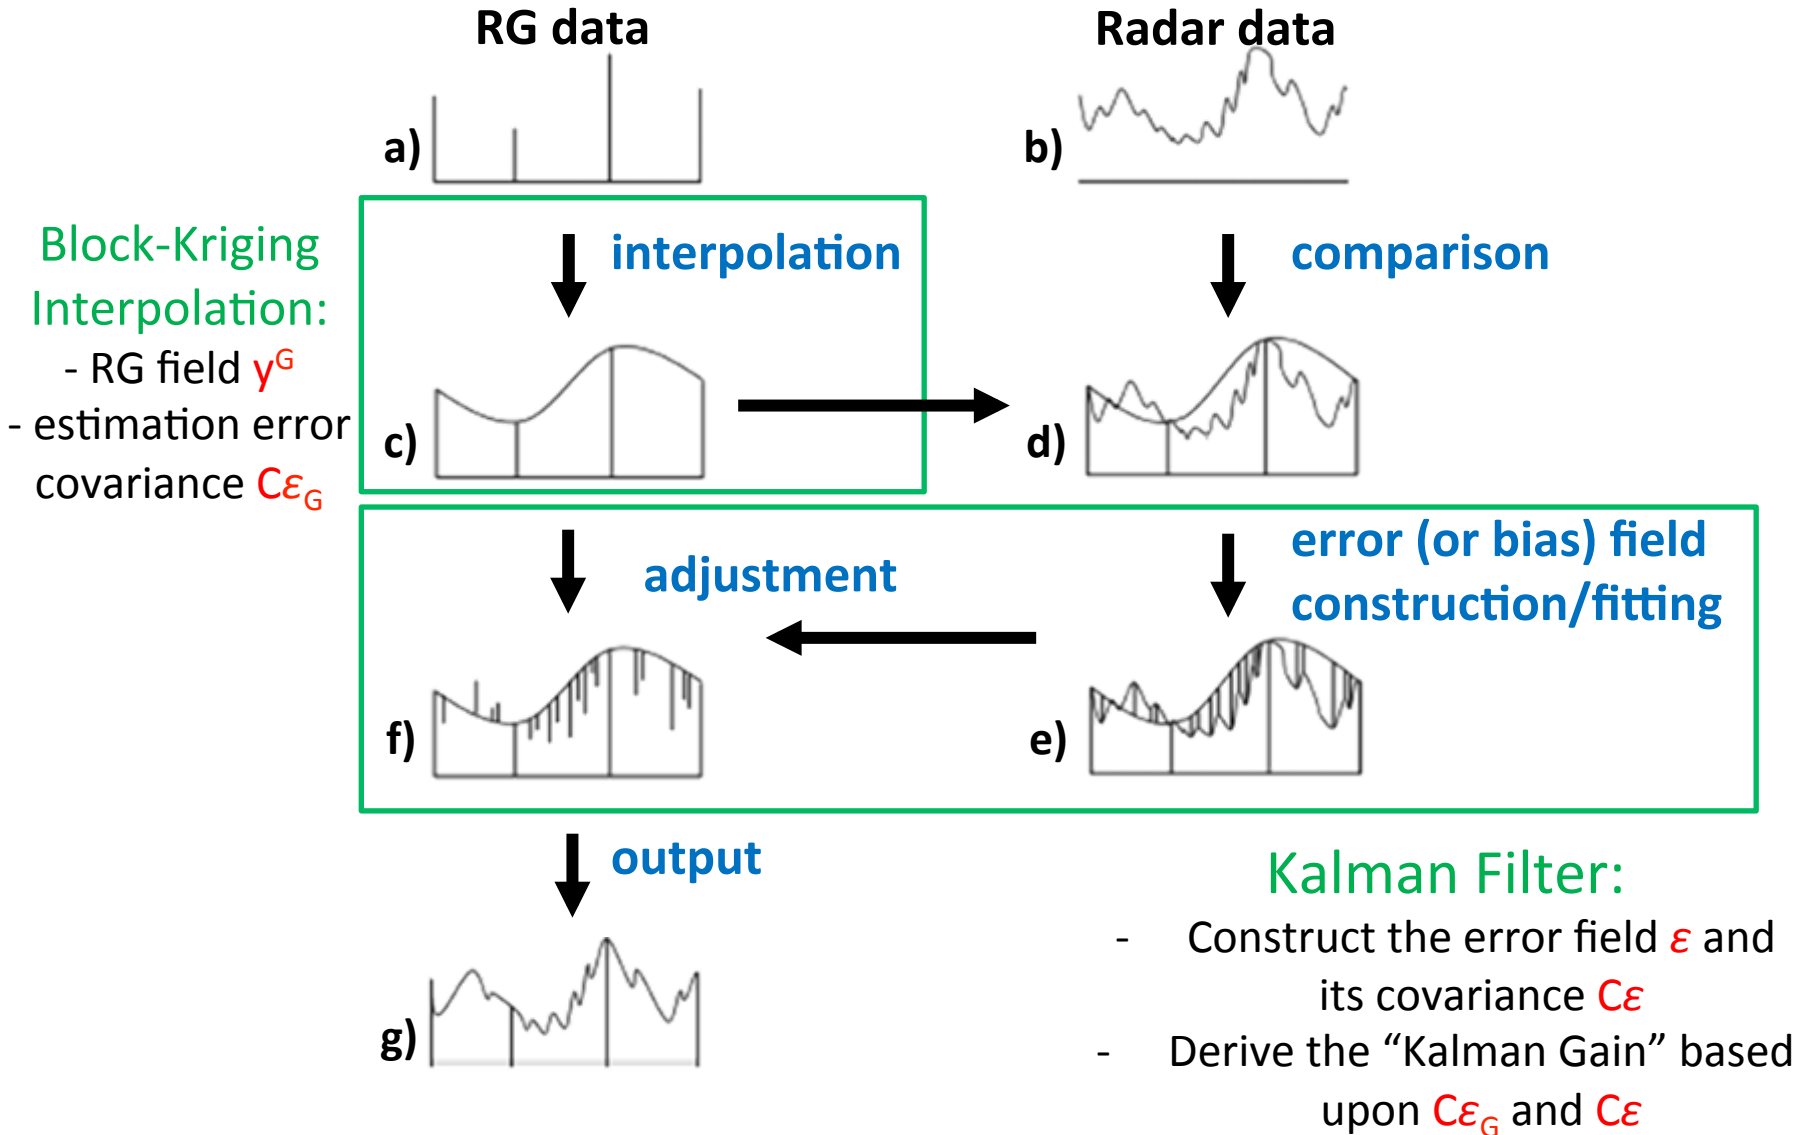 RG data
Radar data
a)
b)
interpolation
comparison
Block-Kriging
Interpolation:
- RG field yᴳ
- estimation error
covariance Cε_G
c)
d)
adjustment
error (or bias) field
construction/fitting
f)
e)
output
g)
Kalman Filter:
- Construct the error field ε and
its covariance Cε
- Derive the “Kalman Gain” based
upon Cε_G and Cε